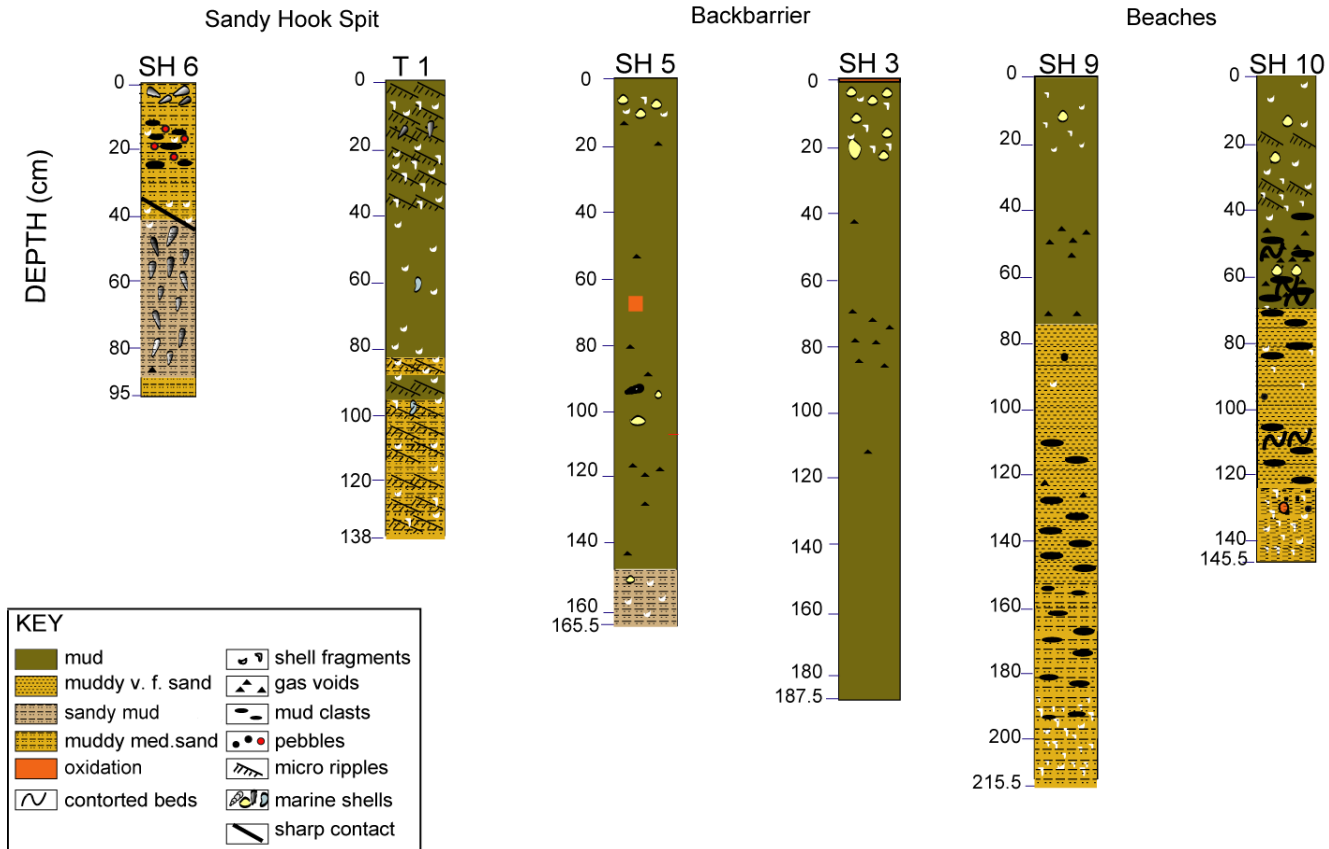 Sandy Hook Spit
Backbarrier
Beaches
DEPTH (cm)
SH 6
0
20
40
60
80
95
T 1
0
20
40
60
80
100
120
138
SH 5
0
20
40
60
80
100
120
140
160
165.5
SH 3
0
20
40
60
80
100
120
140
160
180
187.5
SH 9
0
20
40
60
80
100
120
140
160
180
200
215.5
SH 10
0
20
40
60
80
100
120
140
145.5
KEY
mud
muddy v. f. sand
sandy mud
muddy med.sand
oxidation
contorted beds
shell fragments
gas voids
mud clasts
pebbles
micro ripples
marine shells
sharp contact